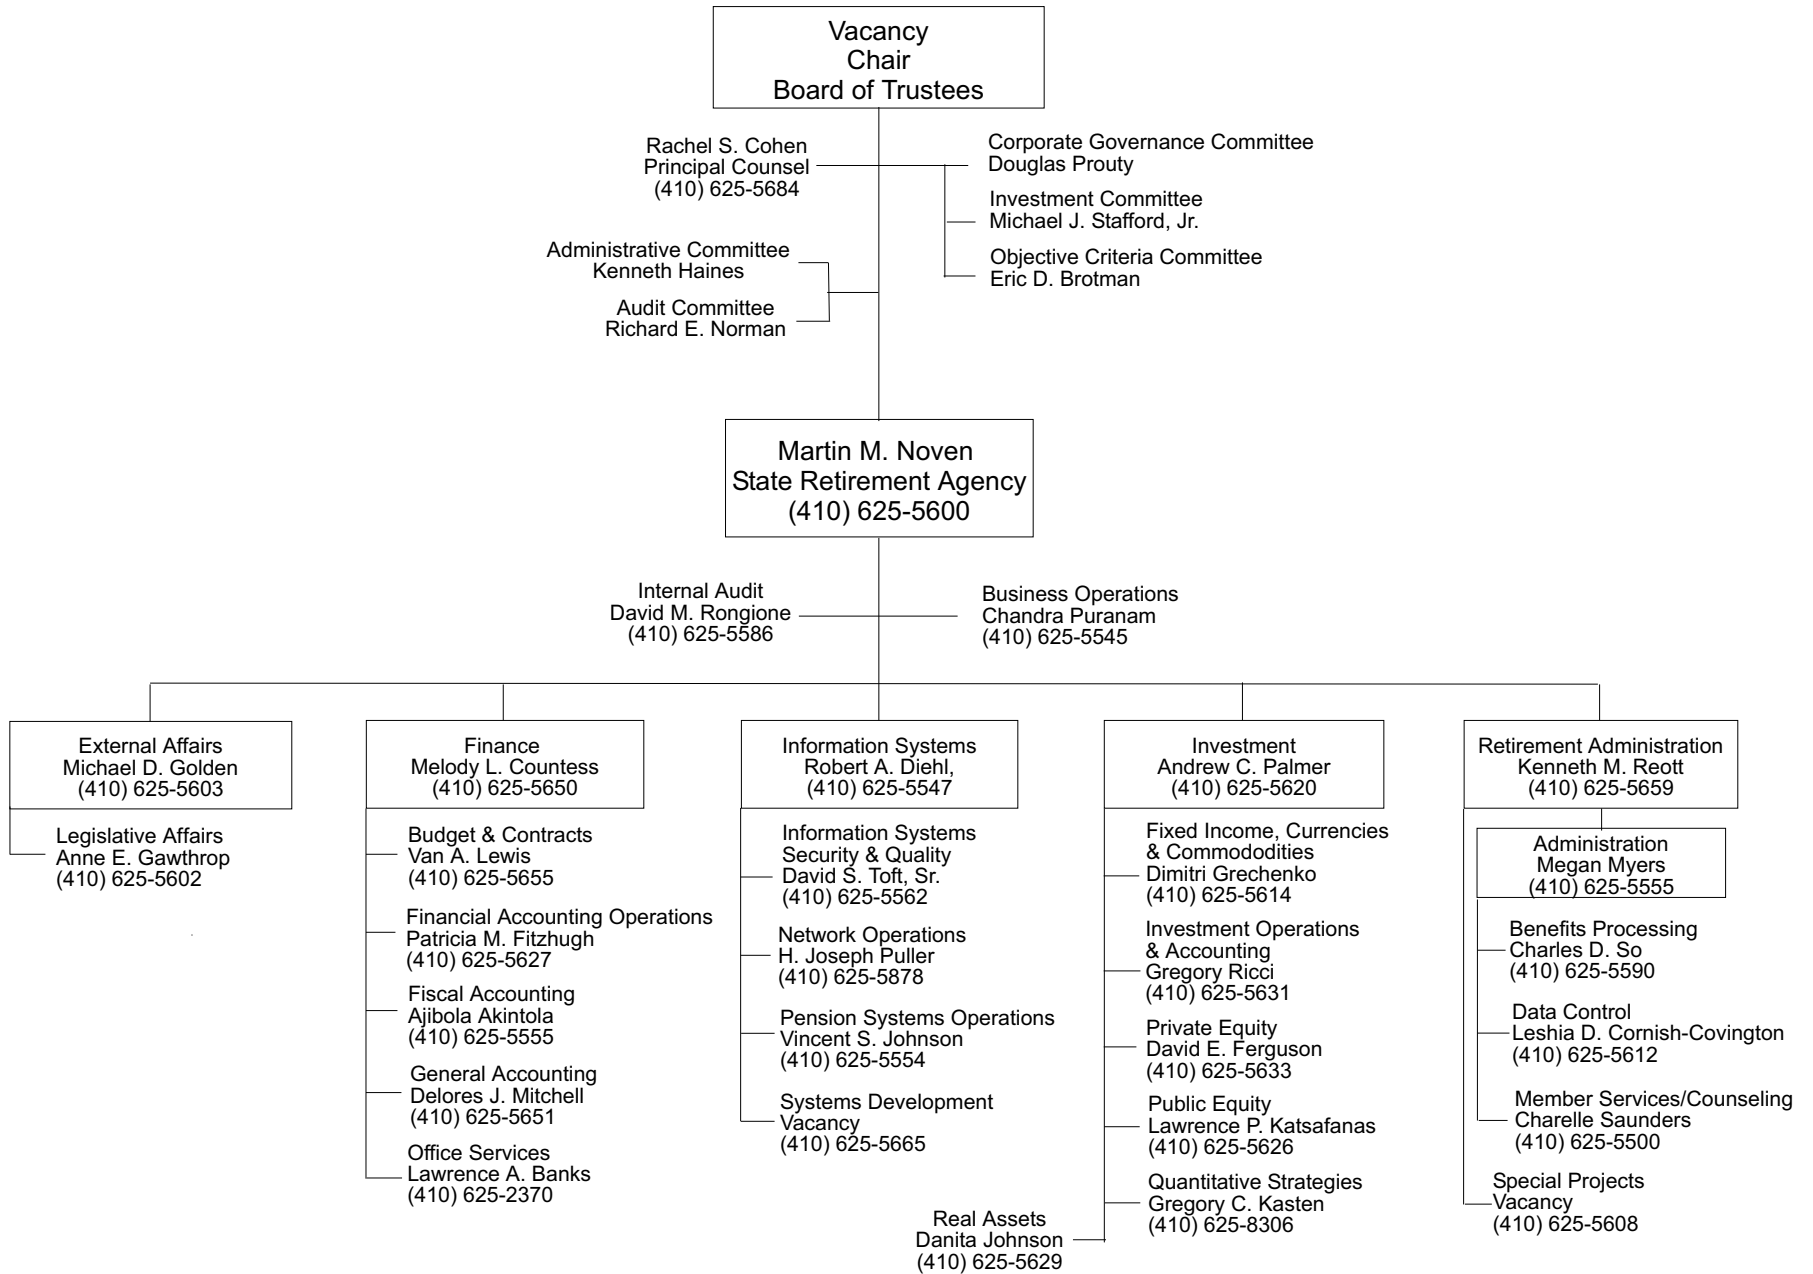 Vacancy
Chair
Board of Trustees
Rachel S. Cohen
Principal Counsel
(410) 625-5684
Corporate Governance Committee
Douglas Prouty
Investment Committee
Michael J. Stafford, Jr.
Objective Criteria Committee
Eric D. Brotman
Administrative Committee
Kenneth Haines
Audit Committee
Richard E. Norman
Martin M. Noven
State Retirement Agency
(410) 625-5600
Internal Audit
David M. Rongione
(410) 625-5586
Business Operations
Chandra Puranam
(410) 625-5545
External Affairs
Michael D. Golden
(410) 625-5603
Legislative Affairs
Anne E. Gawthrop
(410) 625-5602
Finance
Melody L. Countess
(410) 625-5650
Budget & Contracts
Van A. Lewis
(410) 625-5655
Financial Accounting Operations
Patricia M. Fitzhugh
(410) 625-5627
Fiscal Accounting
Ajibola Akintola
(410) 625-5555
General Accounting
Delores J. Mitchell
(410) 625-5651
Office Services
Lawrence A. Banks
(410) 625-2370
Information Systems
Robert A. Diehl,
(410) 625-5547
Information Systems
Security & Quality
David S. Toft, Sr.
(410) 625-5562
Network Operations
H. Joseph Puller
(410) 625-5878
Pension Systems Operations
Vincent S. Johnson
(410) 625-5554
Systems Development
Vacancy
(410) 625-5665
Investment
Andrew C. Palmer
(410) 625-5620
Fixed Income, Currencies
& Commododities
Dimitri Grechenko
(410) 625-5614
Investment Operations
& Accounting
Gregory Ricci
(410) 625-5631
Private Equity
David E. Ferguson
(410) 625-5633
Public Equity
Lawrence P. Katsafanas
(410) 625-5626
Quantitative Strategies
Gregory C. Kasten
(410) 625-8306
Real Assets
Danita Johnson
(410) 625-5629
Retirement Administration
Kenneth M. Reott
(410) 625-5659
Administration
Megan Myers
(410) 625-5555
Benefits Processing
Charles D. So
(410) 625-5590
Data Control
Leshia D. Cornish-Covington
(410) 625-5612
Member Services/Counseling
Charelle Saunders
(410) 625-5500
Special Projects
Vacancy
(410) 625-5608